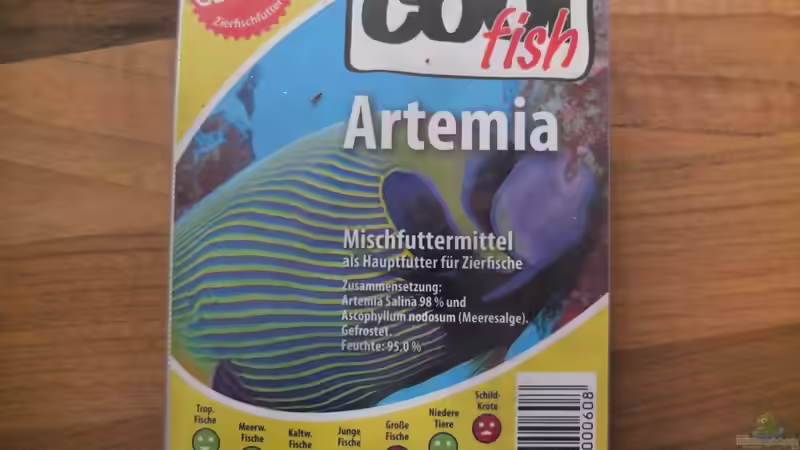 Zierfischfutter
fish
Artemia
Mischfuttermittel
als Hauptfutter für Zierfische
Zusammensetzung:
Artemia Salina 98 % und
Ascophyllum nodosum (Meeresalge).
Gefrostet.
Feuchte: 95,0 %
Trop.
Fische
Meerw.
Fische
Kaltw.
Fische
Junge
Fische
Große
Fische
Niedere
Tiere
Schild-
Kröte
000608